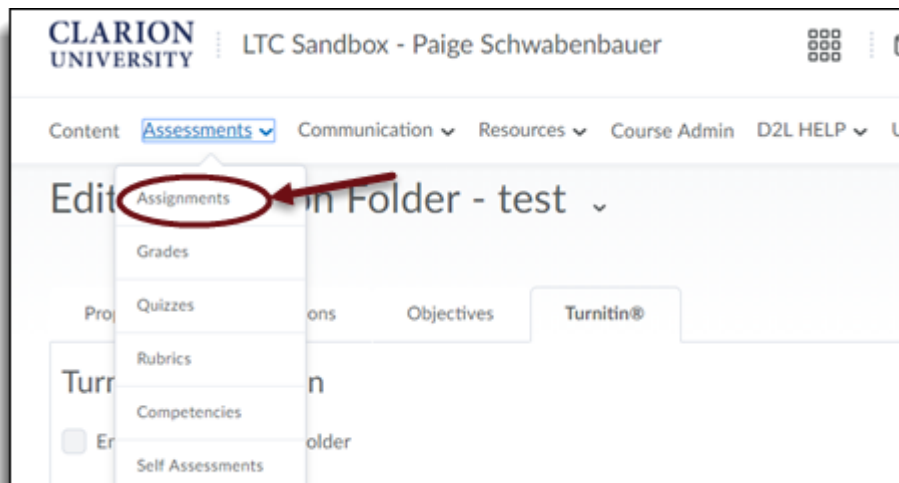 CLARION
UNIVERSITY
LTC Sandbox - Paige Schwabenbauer
Content Assessments Communication Resources Course Admin D2L HELP
Edit n Folder - test
Assignments
Grades
Quizzes
Rubrics
Competencies
Self Assessments
ons Objectives Turnitin®
n
older